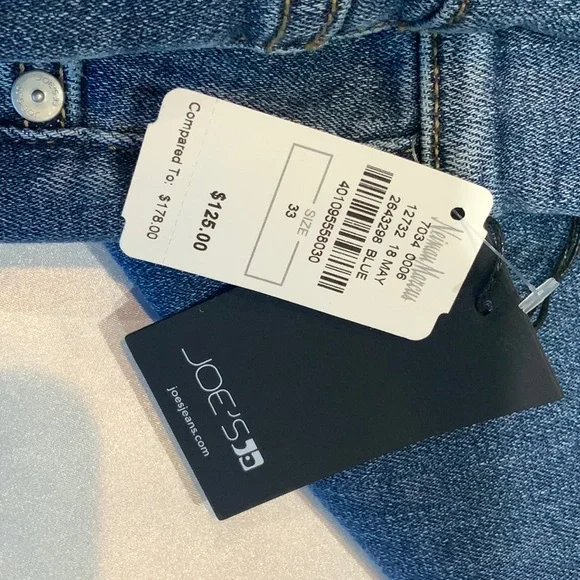 Neiman Marcus
7034 0006
12732 18 MAY
2643298 BLUE
401095558030
SIZE
33
$125.00
Compared To: $178.00
JOE'S
joesjeans.com